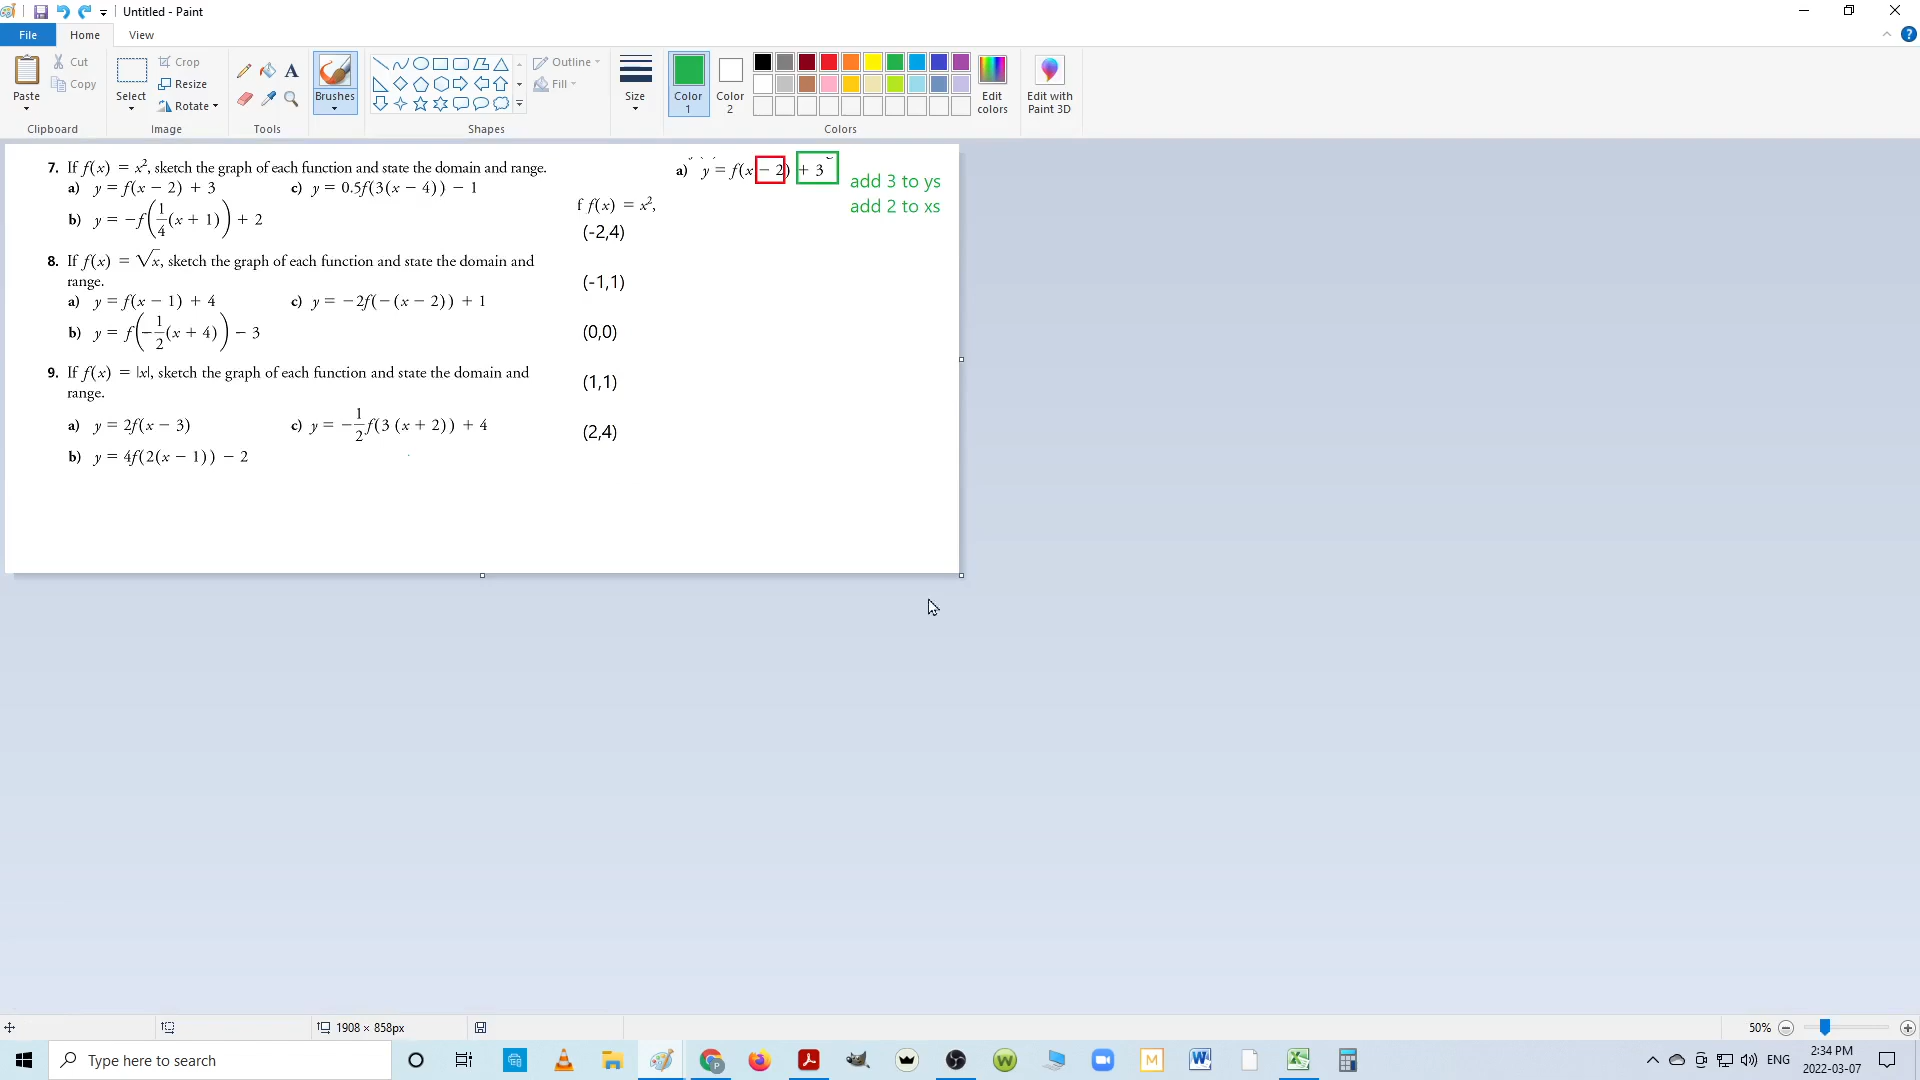 Untitled - Paint
File
Home
View
Paste
Cut
Copy
Clipboard
Select
Crop
Resize
Rotate
Image
A
Tools
Brushes
Shapes
Outline
Fill
Size
Color 1
Color 2
Edit colors
Edit with Paint 3D
Colors
7. If f(x) = x², sketch the graph of each function and state the domain and range.
a) y = f(x − 2) + 3
c) y = 0.5f(3(x − 4)) − 1
b) y = −f(1/4(x + 1)) + 2
8. If f(x) = √x, sketch the graph of each function and state the domain and
range.
a) y = f(x − 1) + 4
c) y = −2f(−(x − 2)) + 1
b) y = f(−1/2(x + 4)) − 3
9. If f(x) = |x|, sketch the graph of each function and state the domain and
range.
a) y = 2f(x − 3)
c) y = −1/2f(3 (x + 2)) + 4
b) y = 4f(2(x − 1)) − 2
a) y = f(x − 2) + 3
add 3 to ys
add 2 to xs
f f(x) = x²,
(-2,4)
(-1,1)
(0,0)
(1,1)
(2,4)
1908 × 858px
50%
Type here to search
ENG
2:34 PM
2022-03-07